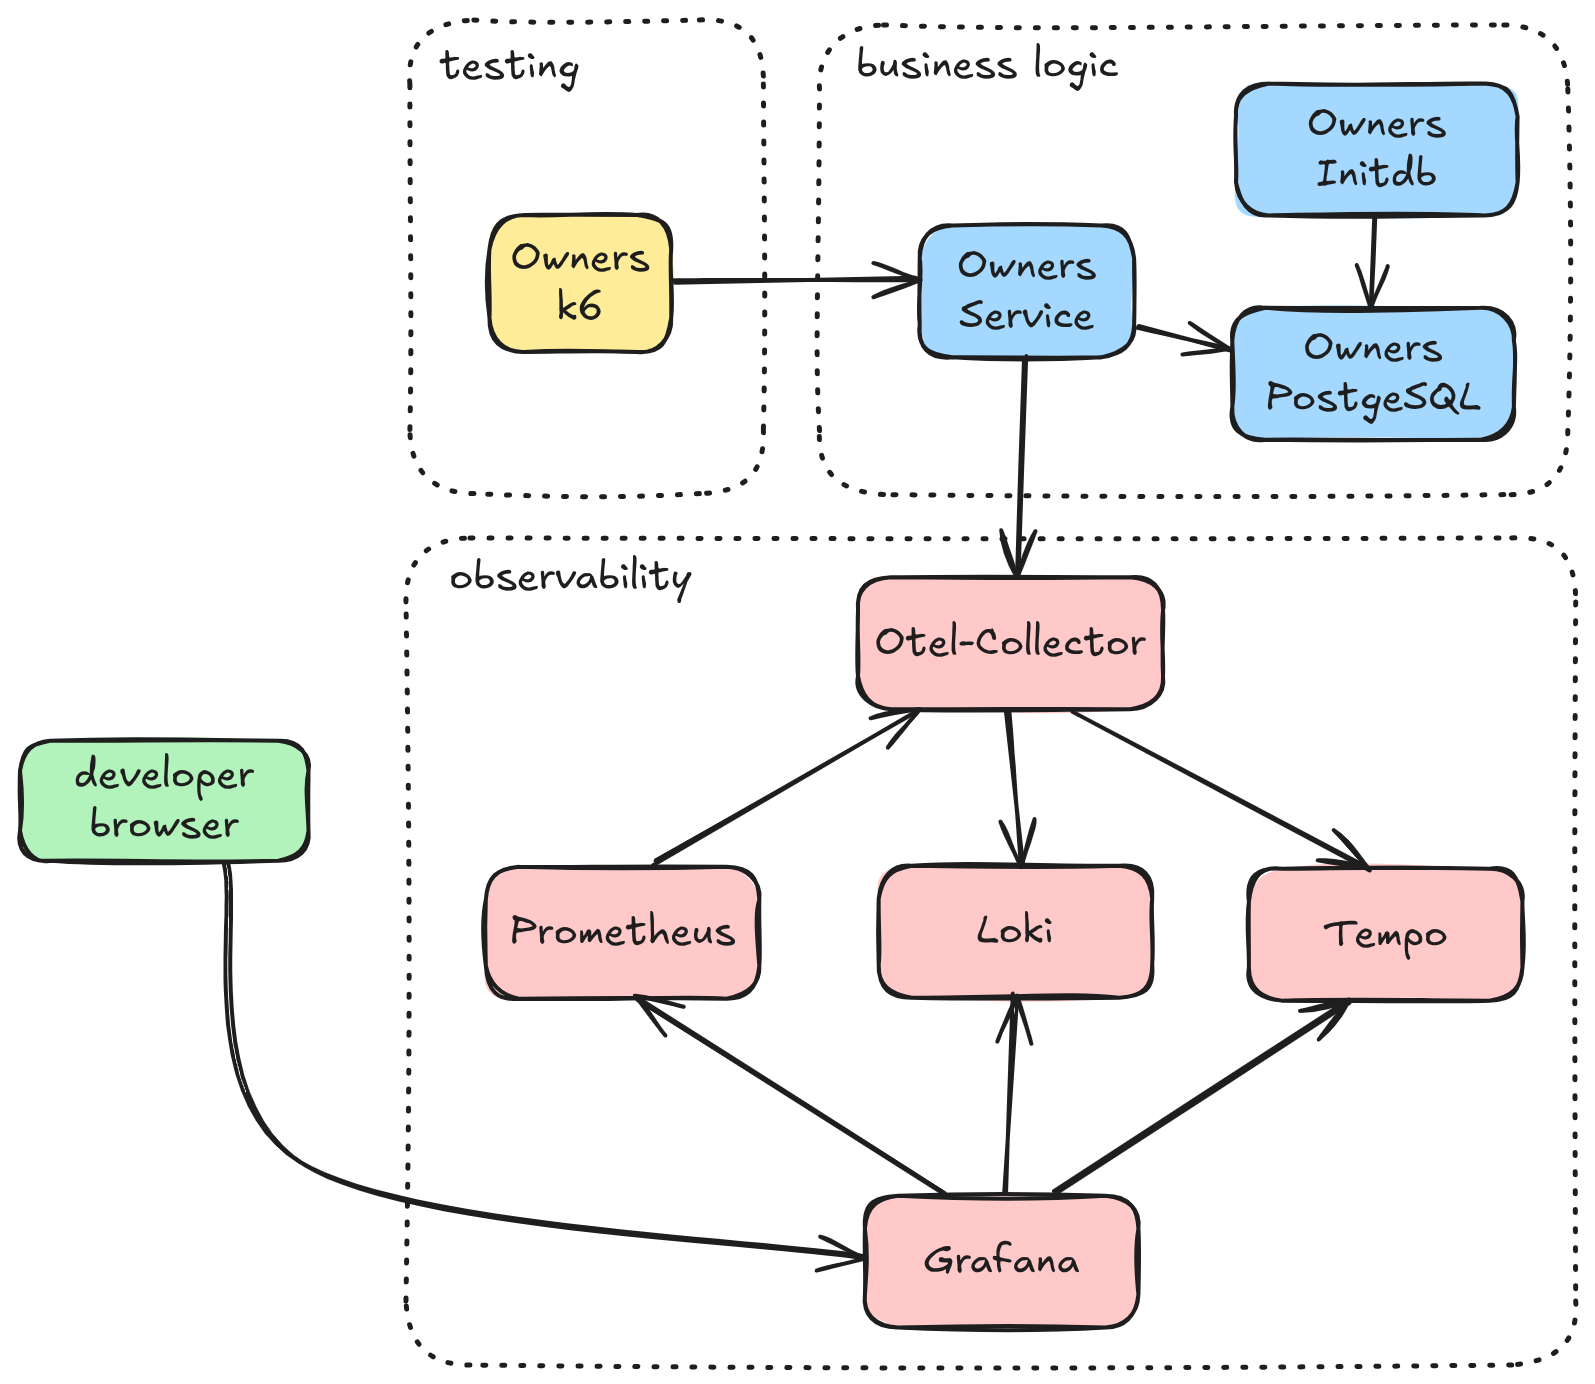 testing
business logic
Owners
Initdb
Owners
k6
Owners
Service
Owners
PostgeSQL
observability
Otel-Collector
developer
browser
Prometheus
Loki
Tempo
Grafana